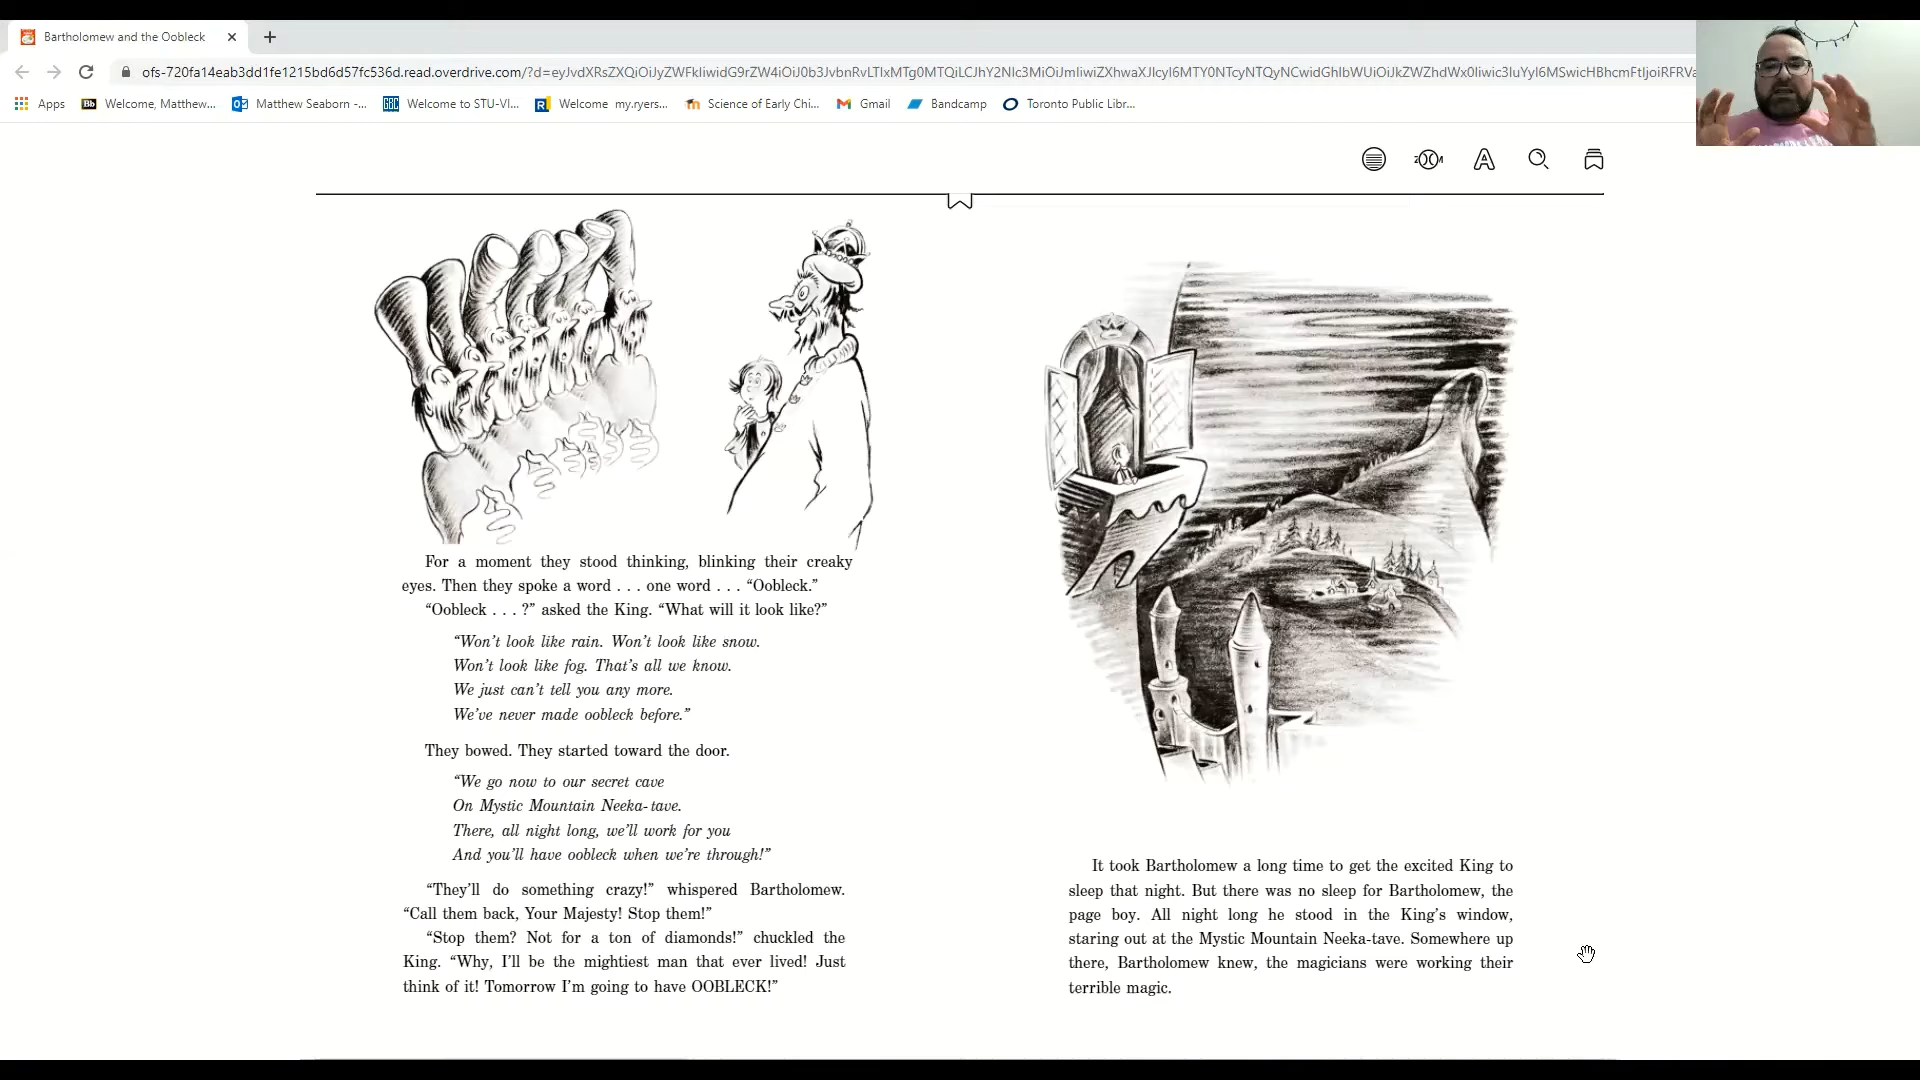 Bartholomew and the Oobleck
Apps
Welcome, Matthew...
Matthew Seaborn -...
Welcome to STU-VI...
Welcome my.ryers...
Science of Early Chi...
Gmail
Bandcamp
Toronto Public Libr...
For a moment they stood thinking, blinking their creaky
eyes. Then they spoke a word . . . one word . . . “Oobleck.”
“Oobleck . . . ?” asked the King. “What will it look like?”
“Won’t look like rain. Won’t look like snow.
Won’t look like fog. That’s all we know.
We just can’t tell you any more.
We’ve never made oobleck before.”
They bowed. They started toward the door.
“We go now to our secret cave
On Mystic Mountain Neeka-tave.
There, all night long, we’ll work for you
And you’ll have oobleck when we’re through!”
“They’ll do something crazy!” whispered Bartholomew.
“Call them back, Your Majesty! Stop them!”
“Stop them? Not for a ton of diamonds!” chuckled the
King. “Why, I’ll be the mightiest man that ever lived! Just
think of it! Tomorrow I’m going to have OOBLECK!”
It took Bartholomew a long time to get the excited King to
sleep that night. But there was no sleep for Bartholomew, the
page boy. All night long he stood in the King’s window,
staring out at the Mystic Mountain Neeka-tave. Somewhere up
there, Bartholomew knew, the magicians were working their
terrible magic.